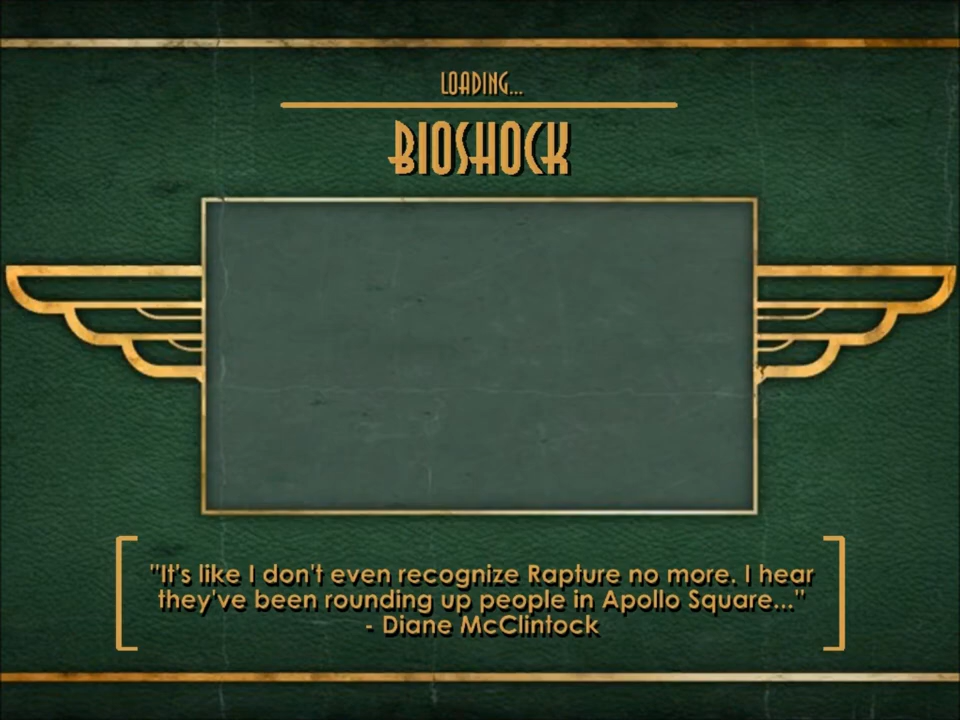 LOADING...
BIOSHOCK
"It's like I don't even recognize Rapture no more. I hear
they've been rounding up people in Apollo Square..."
- Diane McClintock